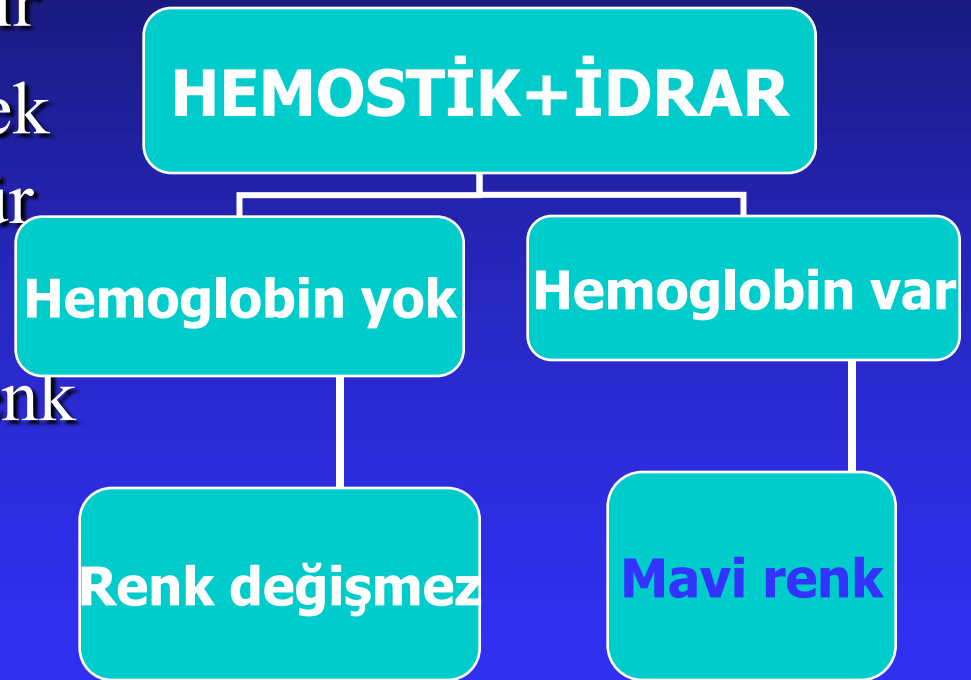 HEMOSTİK+İDRAR
Hemoglobin yok
Hemoglobin var
Renk değişmez
Mavi renk